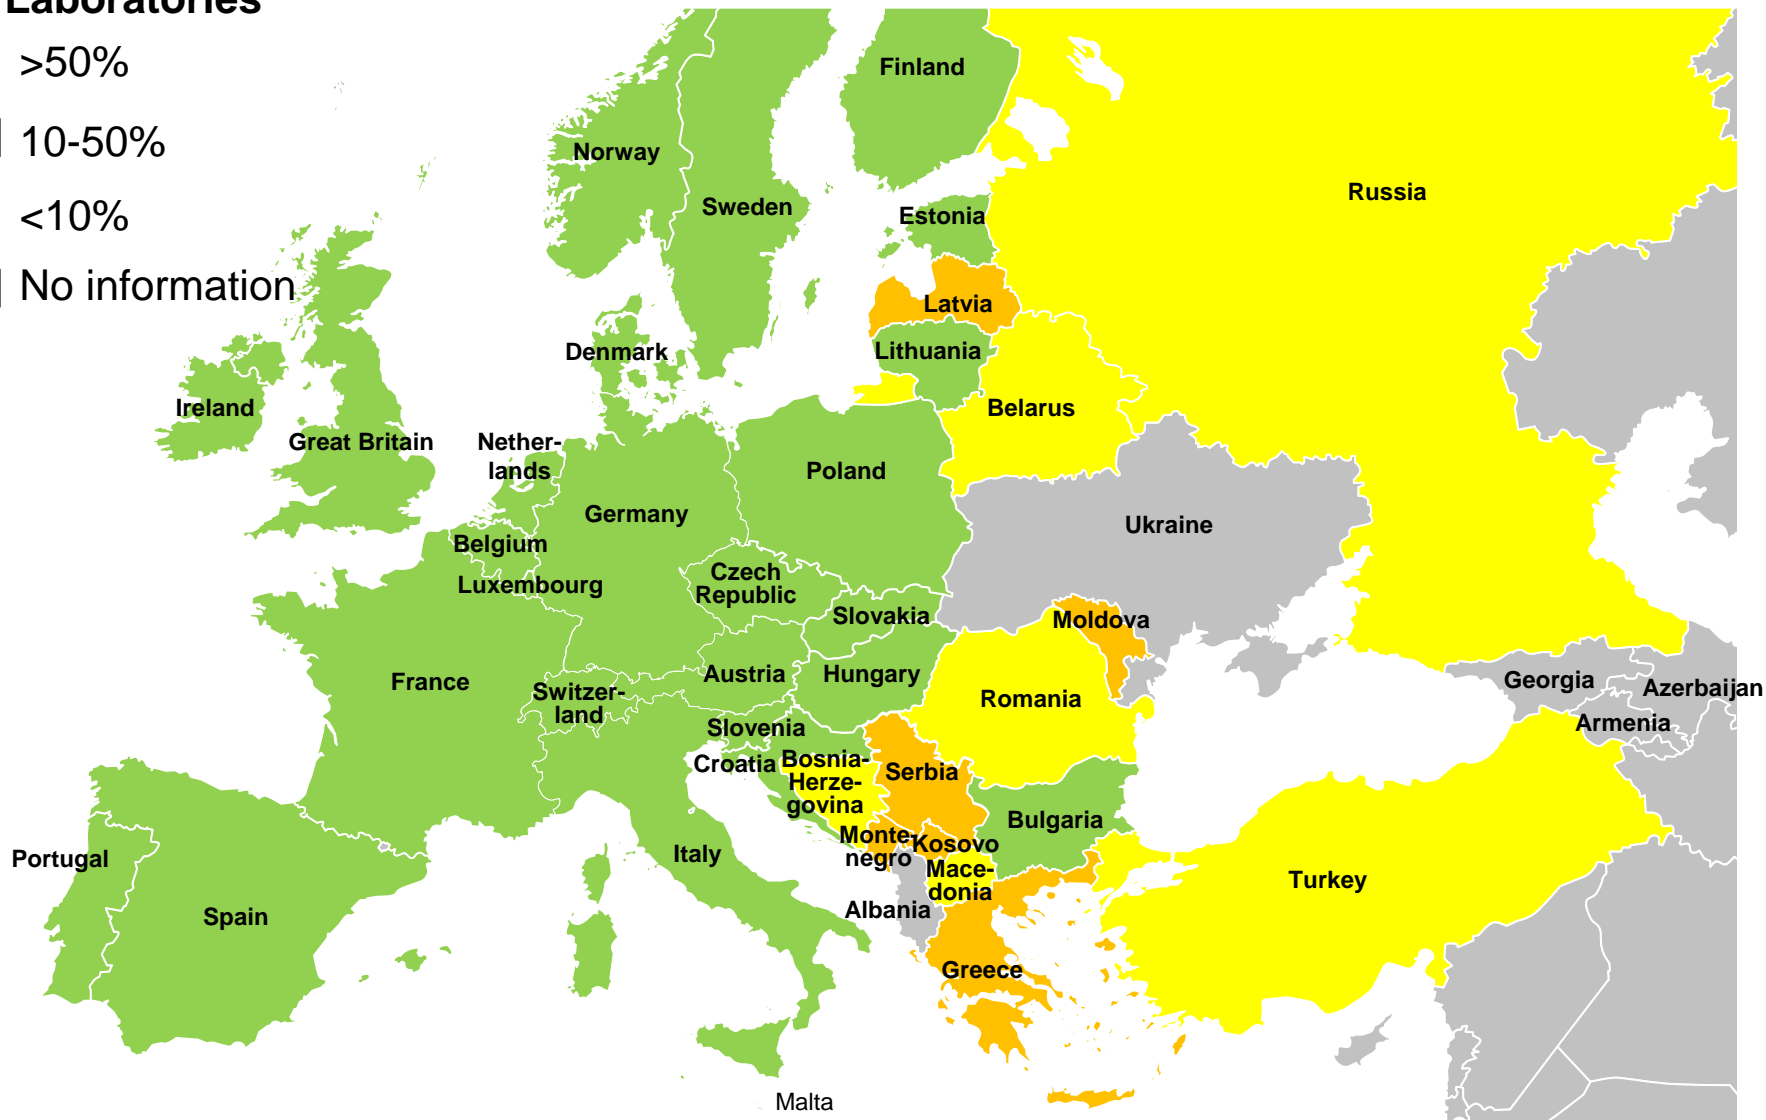 Laboratories
>50%
10-50%
<10%
No information
Finland
Norway
Sweden
Russia
Estonia
Latvia
Denmark
Lithuania
Ireland
Belarus
Great Britain
Nether-
lands
Poland
Germany
Ukraine
Belgium
Luxembourg
Czech
Republic
Slovakia
Moldova
France
Austria
Hungary
Switzer-
land
Romania
Georgia
Azerbaijan
Armenia
Slovenia
Croatia
Bosnia-
Herze-
govina
Serbia
Bulgaria
Monte-
negro
Kosovo
Mace-
donia
Portugal
Italy
Spain
Albania
Turkey
Greece
Malta